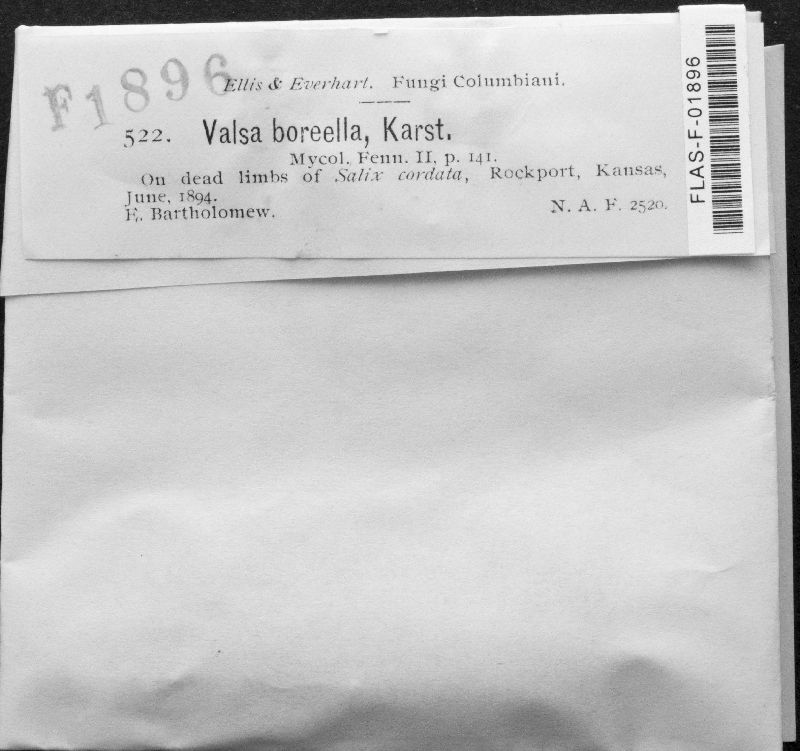 F1896
Ellis & Everhart. Fungi Columbiani.
522. Valsa boreella, Karst.
Mycol. Fenn. II, p. 141.
On dead limbs of Salix cordata, Rockport, Kansas,
June, 1894.
E. Bartholomew.
N. A. F. 2520.
FLAS-F-01896